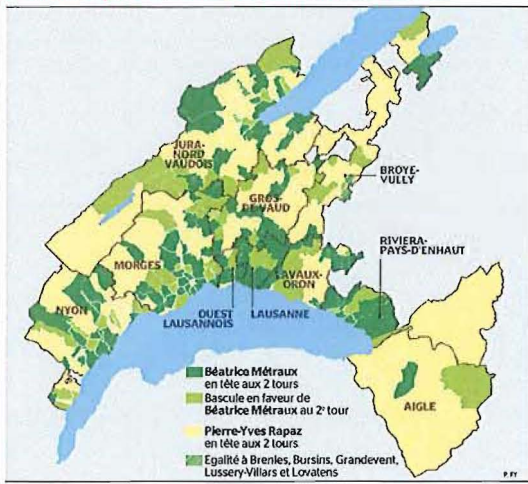 JURA-
NORD
VAUDOIS
GROS-
DE-VAUD
BROYE-
VULLY
RIVIERA-
PAYS-D'ENHAUT
MORGES
LAVAUX-
ORON
NYON
OUEST
LAUSANNOIS
LAUSANNE
AIGLE
Béatrice Métraux
en tête aux 2 tours
Bascule en faveur de
Béatrice Métraux au 2e tour
Pierre-Yves Rapaz
en tête aux 2 tours
Egalité à Brenles, Bursins, Grandevent,
Lussery-Villars et Lovatens
P. FY